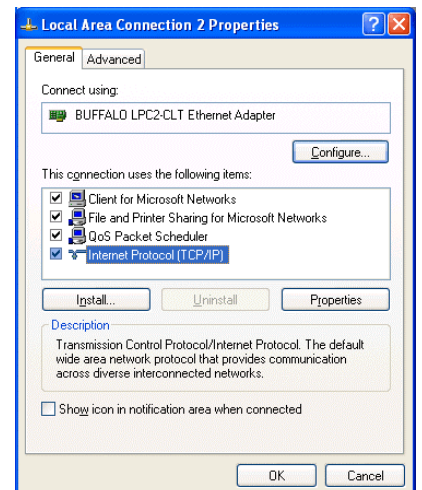 Local Area Connection 2 Properties
General Advanced
Connect using:
BUFFALO LPC2-CLT Ethernet Adapter
Configure...
This connection uses the following items:
Client for Microsoft Networks
File and Printer Sharing for Microsoft Networks
QoS Packet Scheduler
Internet Protocol (TCP/IP)
Install... Uninstall Properties
Description
Transmission Control Protocol/Internet Protocol. The default
wide area network protocol that provides communication
across diverse interconnected networks.
Show icon in notification area when connected
OK Cancel